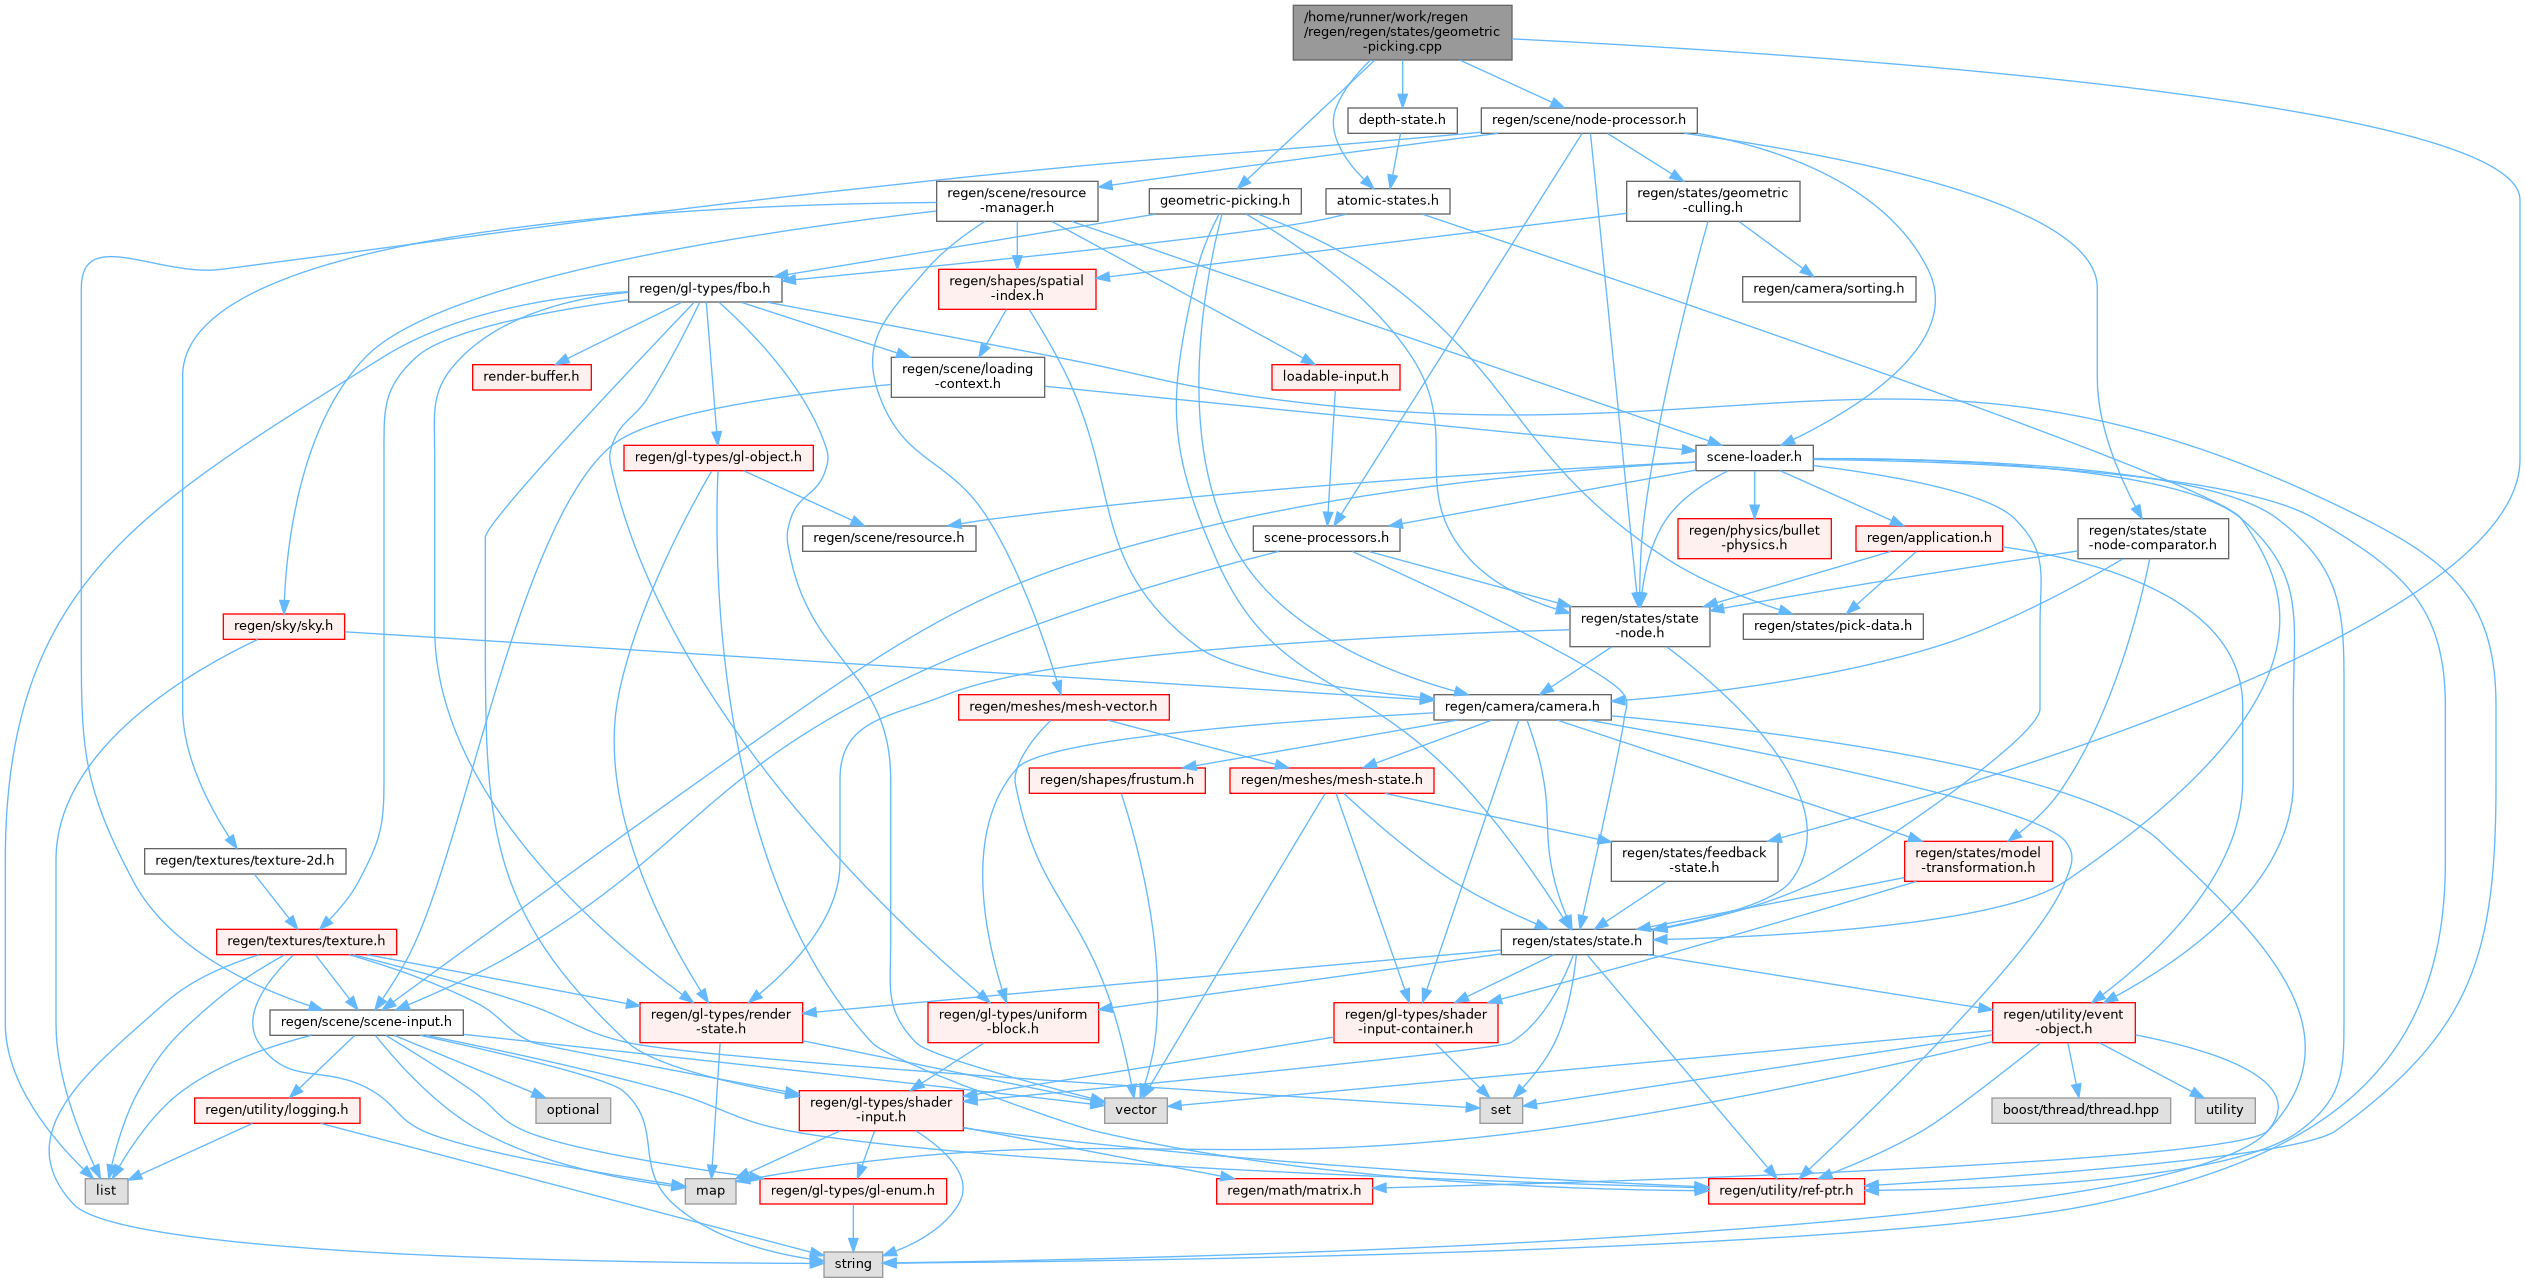 /home/runner/work/regen
/regen/regen/states/geometric
-picking.cpp
depth-state.h
regen/scene/node-processor.h
regen/scene/resource
-manager.h
geometric-picking.h
atomic-states.h
regen/states/geometric
-culling.h
regen/gl-types/fbo.h
regen/shapes/spatial
-index.h
regen/camera/sorting.h
render-buffer.h
regen/scene/loading
-context.h
loadable-input.h
regen/gl-types/gl-object.h
scene-loader.h
regen/scene/resource.h
scene-processors.h
regen/physics/bullet
-physics.h
regen/application.h
regen/states/state
-node-comparator.h
regen/sky/sky.h
regen/states/state
-node.h
regen/states/pick-data.h
regen/meshes/mesh-vector.h
regen/camera/camera.h
regen/shapes/frustum.h
regen/meshes/mesh-state.h
regen/textures/texture-2d.h
regen/states/feedback
-state.h
regen/states/model
-transformation.h
regen/textures/texture.h
regen/states/state.h
regen/scene/scene-input.h
regen/gl-types/render
-state.h
regen/gl-types/uniform
-block.h
regen/gl-types/shader
-input-container.h
regen/utility/event
-object.h
regen/utility/logging.h
optional
regen/gl-types/shader
-input.h
vector
set
boost/thread/thread.hpp
utility
list
map
regen/gl-types/gl-enum.h
regen/math/matrix.h
regen/utility/ref-ptr.h
string